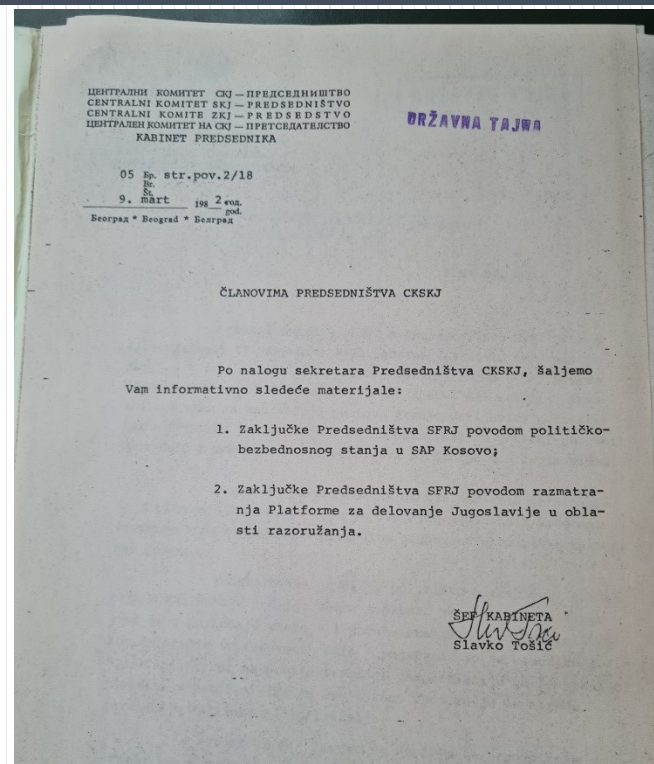 ЦЕНТРАЛНИ КОМИТЕТ СКЈ — ПРЕДСЕДНИШТВО
CENTRALNI KOMITET SKJ — PREDSEDNIŠTVO
CENTRALNI KOMITE ZKJ — PREDSEDSTVO
ЦЕНТРАЛЕН КОМИТЕТ НА СКЈ — ПРЕТСЕДАТЕЛСТВО
KABINET PREDSEDNIKA
DRŽAVNA TAJNA
05 Бр. str.pov.2/18
Br.
Št.
9. mart 198 2 год.
god.
Београд * Beograd * Белград
ČLANOVIMA PREDSEDNIŠTVA CKSKJ
Po nalogu sekretara Predsedništva CKSKJ, šaljemo
Vam informativno sledeće materijale:
1. Zaključke Predsedništva SFRJ povodom političko-
bezbednosnog stanja u SAP Kosovo;
2. Zaključke Predsedništva SFRJ povodom razmatra-
nja Platforme za delovanje Jugoslavije u obla-
sti razoružanja.
ŠEF KABINETA
Slavko Tošić